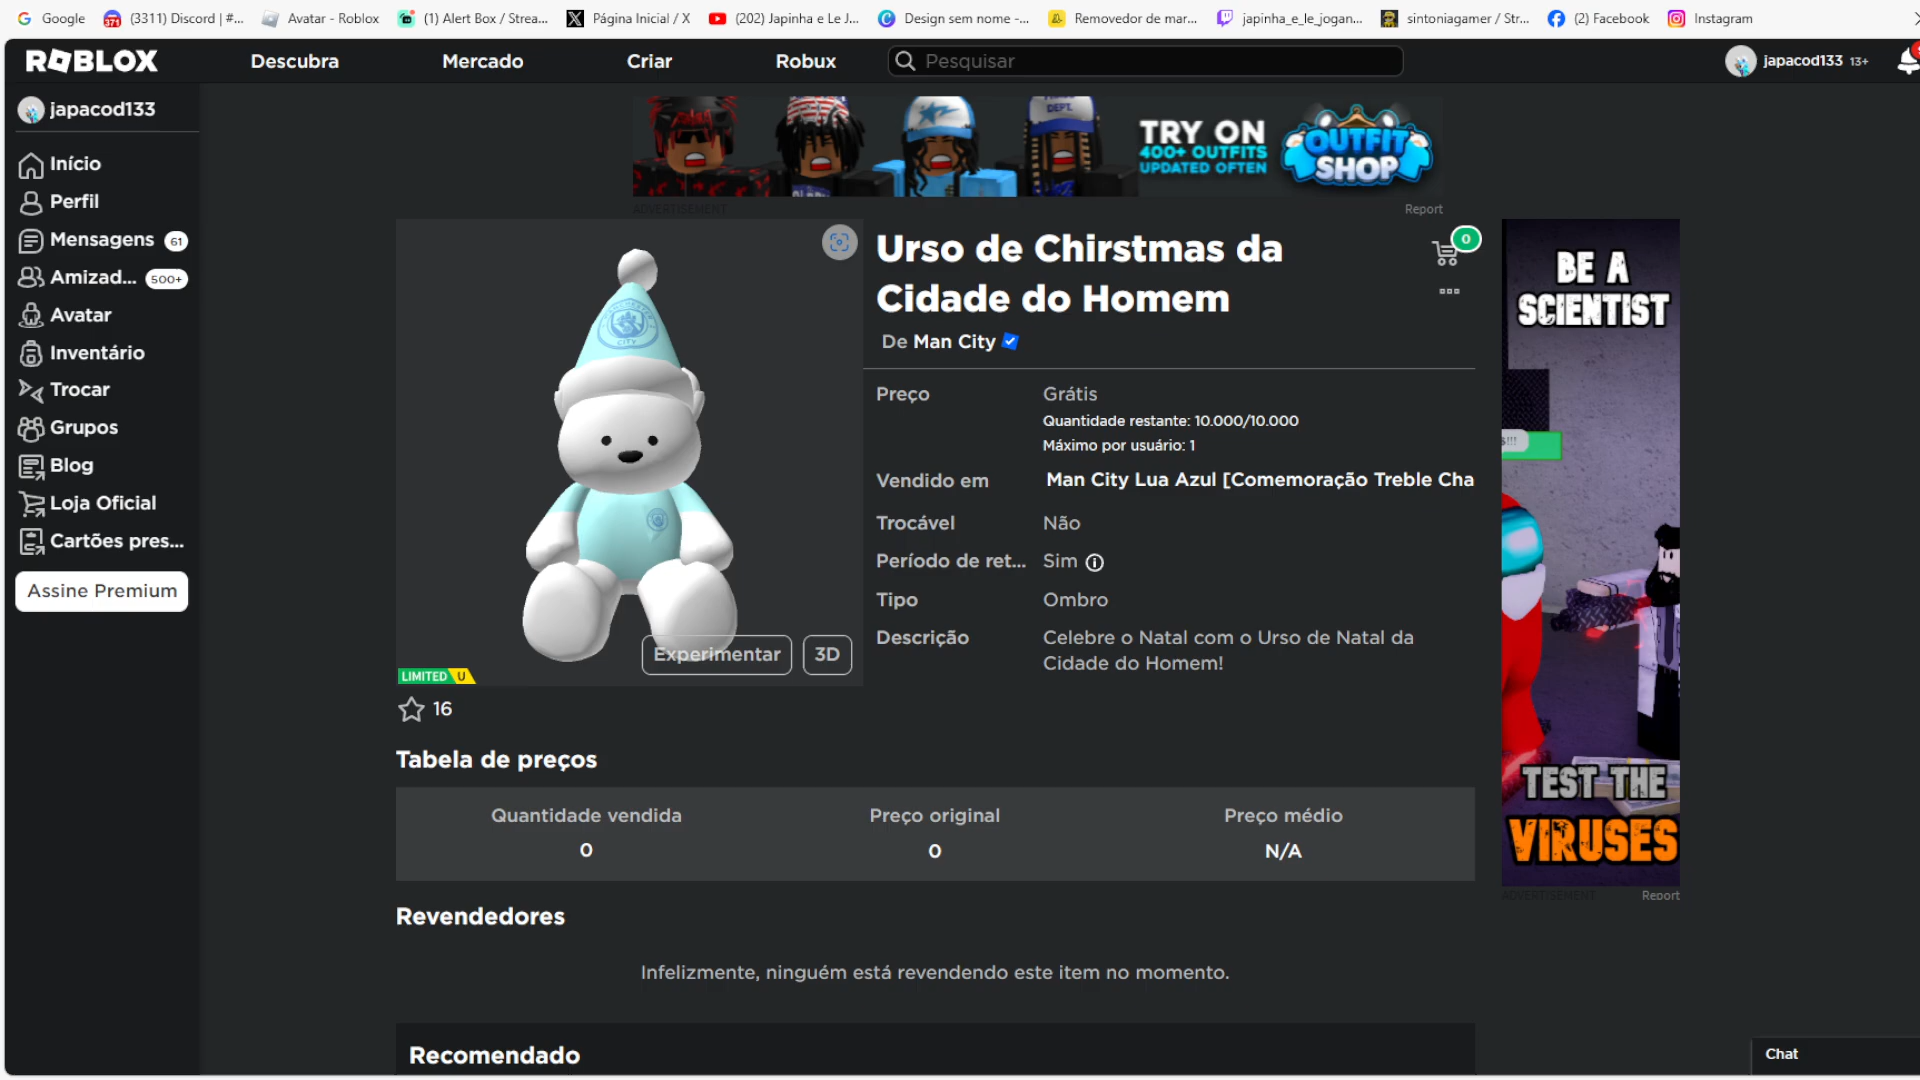 Google
(3311) Discord | #...
Avatar - Roblox
(1) Alert Box / Strea...
Página Inicial / X
(202) Japinha e Le J...
Design sem nome -...
Removedor de mar...
japinha_e_le_jogan...
sintoniagamer / Str...
(2) Facebook
Instagram
ROBLOX
Descubra
Mercado
Criar
Robux
Pesquisar
japacod133 13+
japacod133
Início
Perfil
Mensagens 61
Amizad... 500+
Avatar
Inventário
Trocar
Grupos
Blog
Loja Oficial
Cartões pres...
Assine Premium
DEPT.
TRY ON
400+ OUTFITS
UPDATED OFTEN
OUTFIT
SHOP
ADVERTISEMENT
Report
CITY
Experimentar
3D
LIMITED U
16
Urso de Chirstmas da
Cidade do Homem
0
De Man City
Preço
Grátis
Quantidade restante: 10.000/10.000
Máximo por usuário: 1
Vendido em
Man City Lua Azul [Comemoração Treble Cha
Trocável
Não
Período de ret...
Sim
Tipo
Ombro
Descrição
Celebre o Natal com o Urso de Natal da
Cidade do Homem!
Tabela de preços
Quantidade vendida
0
Preço original
0
Preço médio
N/A
Revendedores
Infelizmente, ninguém está revendendo este item no momento.
Recomendado
BE A
SCIENTIST
TEST THE
VIRUSES
ADVERTISEMENT
Report
Chat